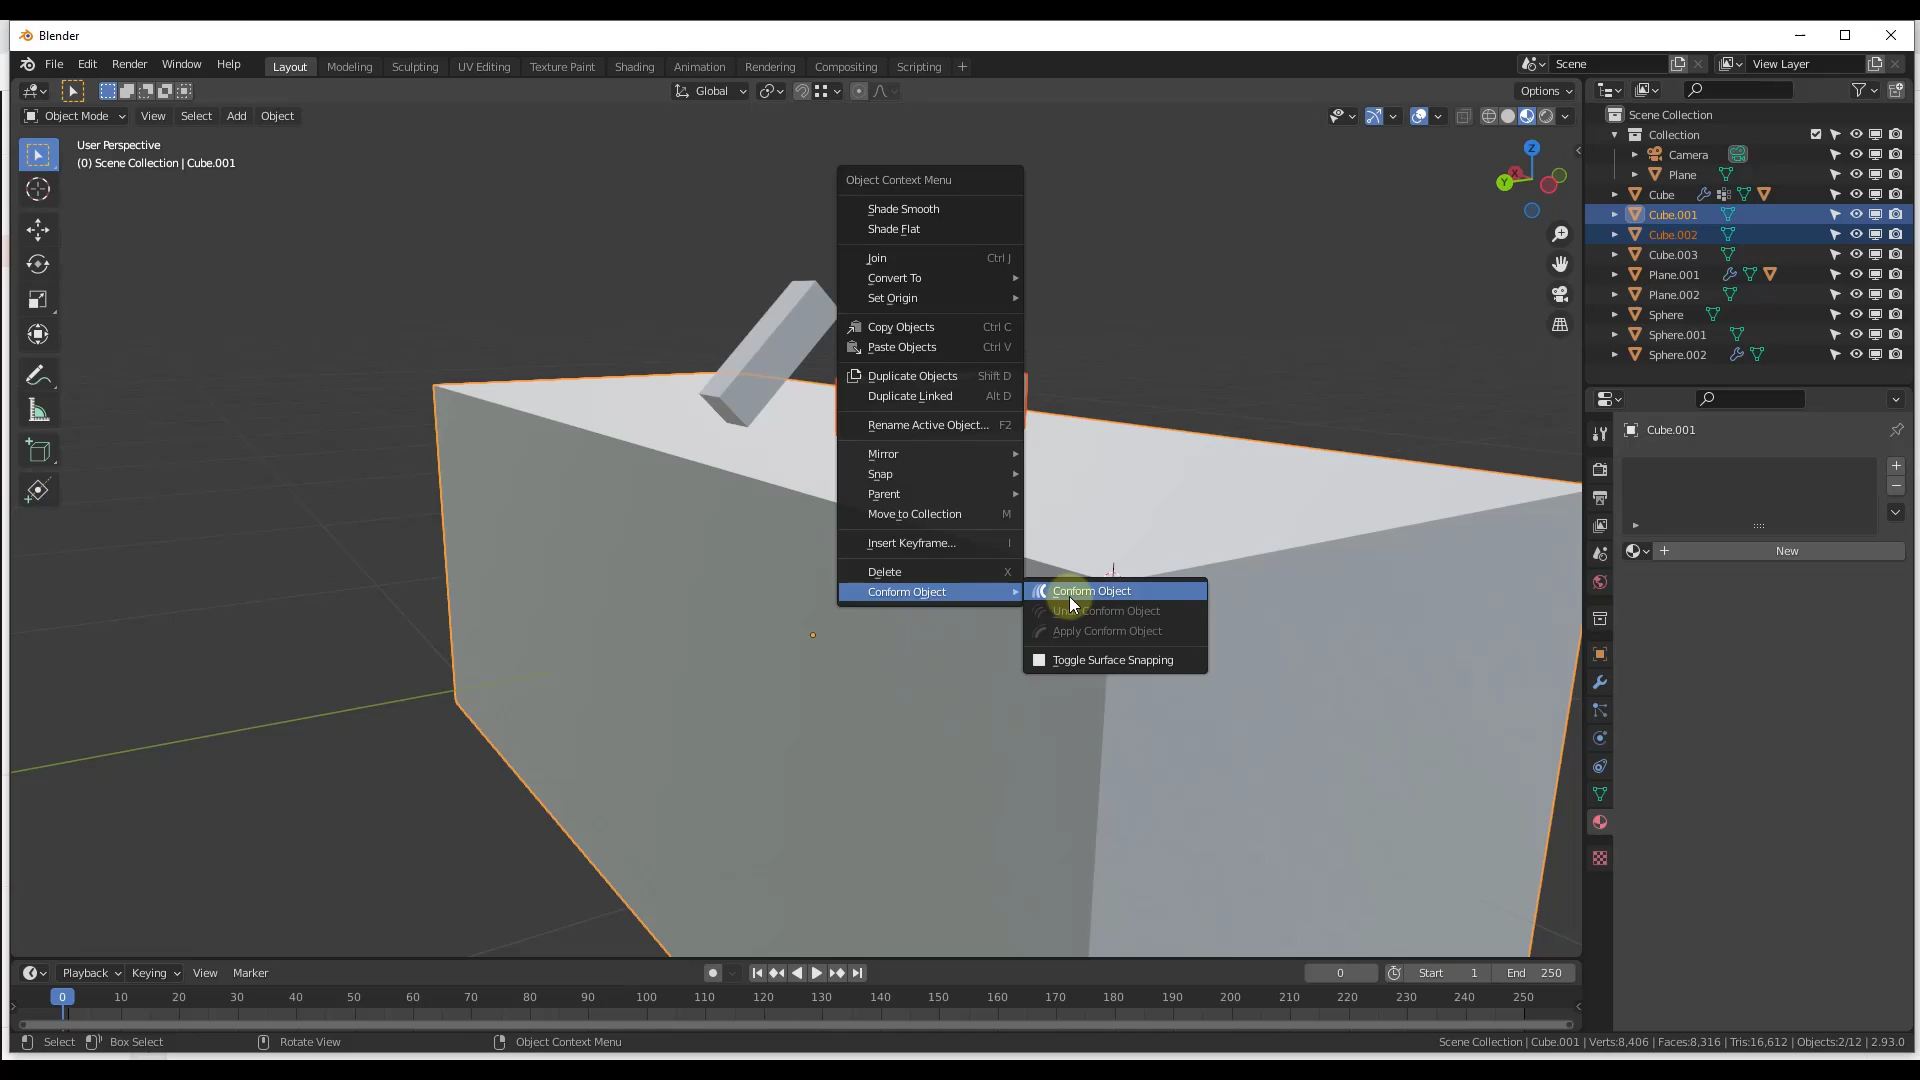 Blender
File Edit Render Window Help Layout Modeling Sculpting UV Editing Texture Paint Shading Animation Rendering Compositing Scripting + Scene View Layer
Global Options
Object Mode View Select Add Object
User Perspective
(0) Scene Collection | Cube.001
Z
X
Y
Object Context Menu
Shade Smooth
Shade Flat
Join Ctrl J
Convert To
Set Origin
Copy Objects Ctrl C
Paste Objects Ctrl V
Duplicate Objects Shift D
Duplicate Linked Alt D
Rename Active Object... F2
Mirror
Snap
Parent
Move to Collection M
Insert Keyframe... I
Delete X
Conform Object
Conform Object
Conform Object
Apply Conform Object
Toggle Surface Snapping
Scene Collection
Collection
Camera
Plane
Cube
Cube.001
Cube.002
Cube.003
Plane.001
Plane.002
Sphere
Sphere.001
Sphere.002
Cube.001
New
Playback Keying View Marker 0 Start 1 End 250
0 10 20 30 40 50 60 70 80 90 100 110 120 130 140 150 160 170 180 190 200 210 220 230 240 250
Select Box Select Rotate View Object Context Menu Scene Collection | Cube.001 | Verts:8,406 | Faces:8,316 | Tris:16,612 | Objects:2/12 | 2.93.0